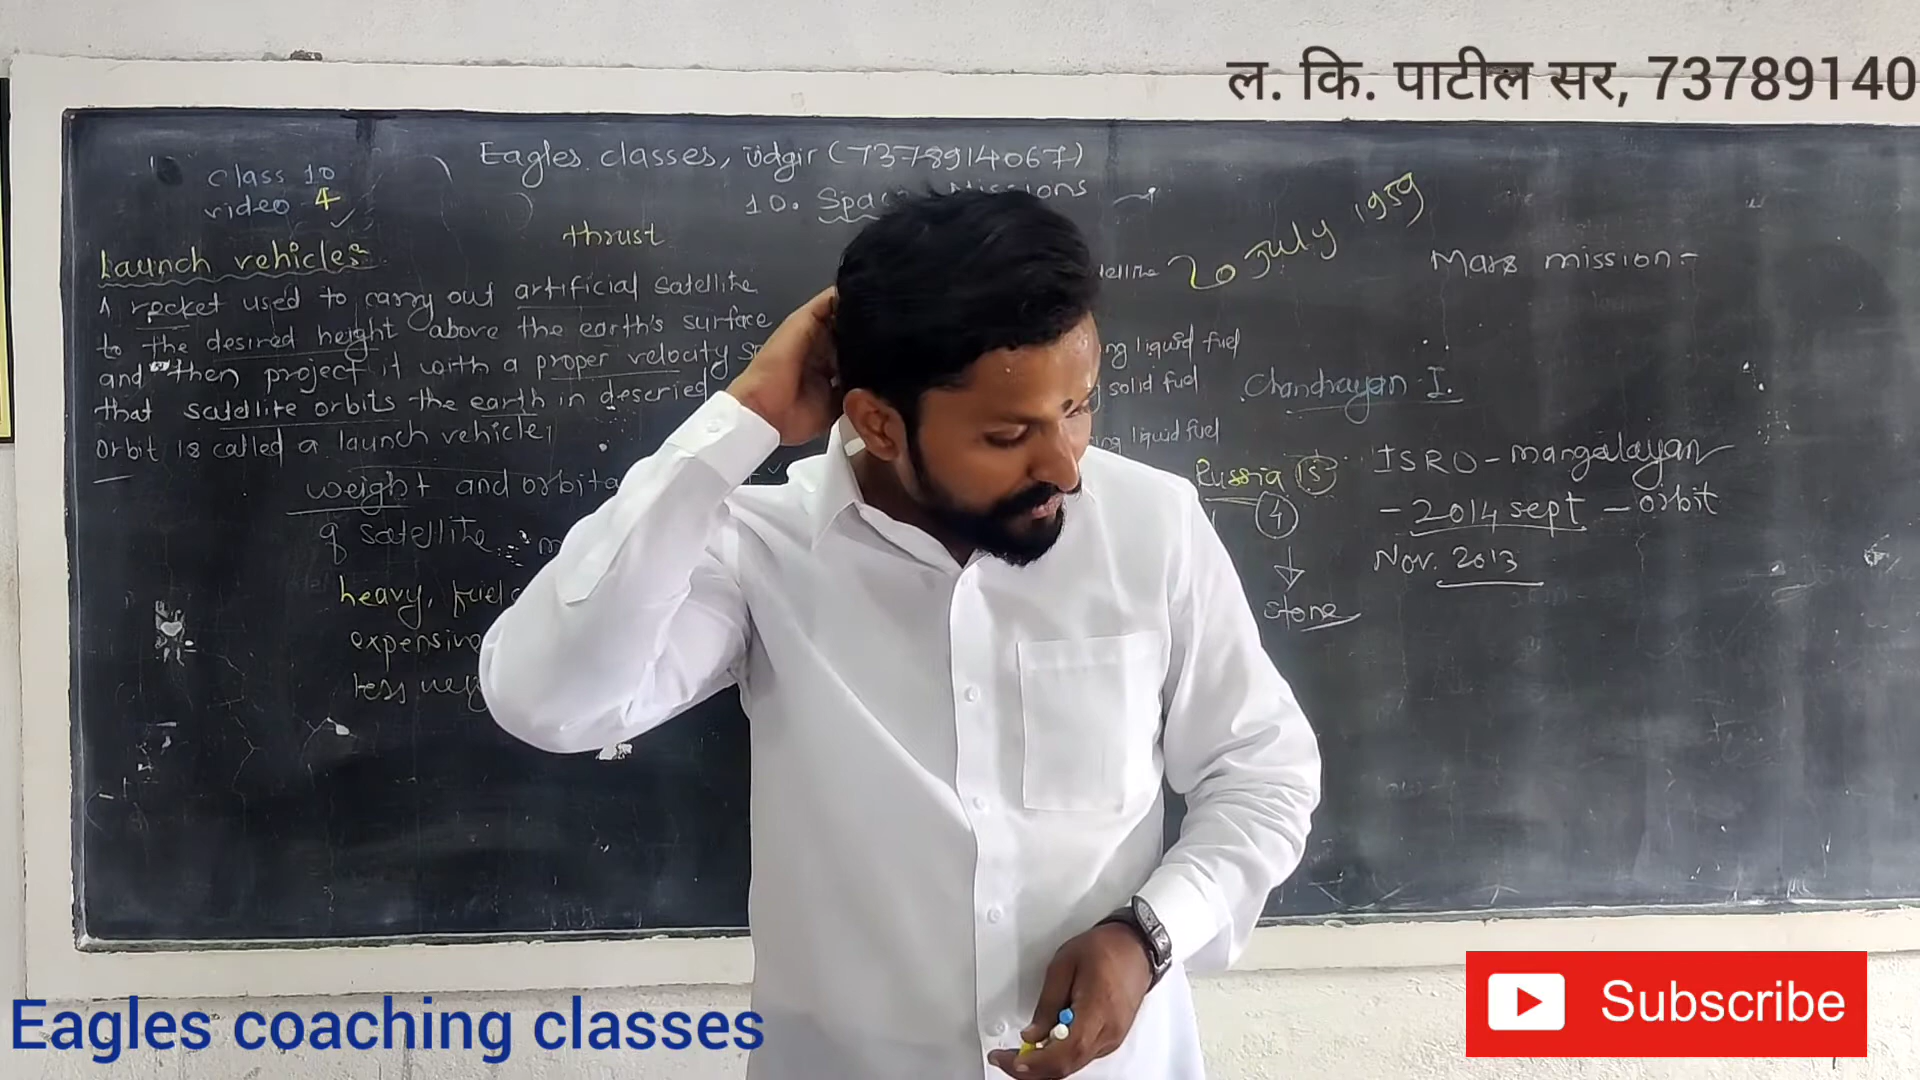 ल. कि. पाटील सर, 73789140
Eagles classes, Udgir (7378914067)
class 10
video 4
10. Space Missions
thrust
Launch vehicles
A rocket used to carry out artificial satellite
to the desired height above the earth's surface
and then project it with a proper velocity
that satellite orbits the earth in descried
orbit is called a launch vehicle,
weight and orbita
of satellite
heavy, fuel
expensive
less
20 July 1959
ing liquid fuel
solid fuel
ing liquid fuel
Chandrayan I.
Russia 15
4
stone
Mars mission -
ISRO - mangalayan
- 2014 sept - orbit
Nov. 2013
Eagles coaching classes
Subscribe